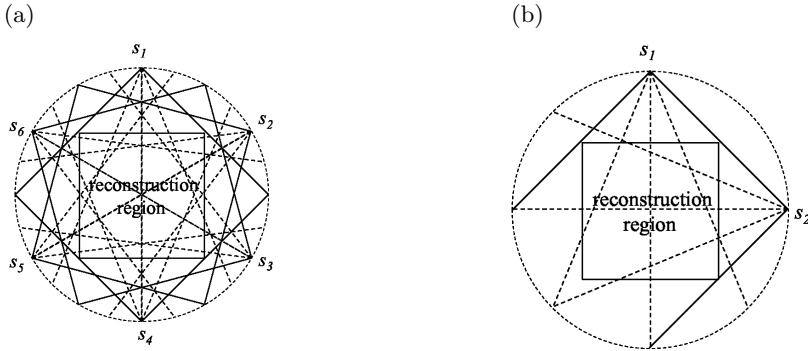 (a)
(b)
s1
s1
s6
s2
reconstruction
region
reconstruction
region
s2
s5
s3
s4